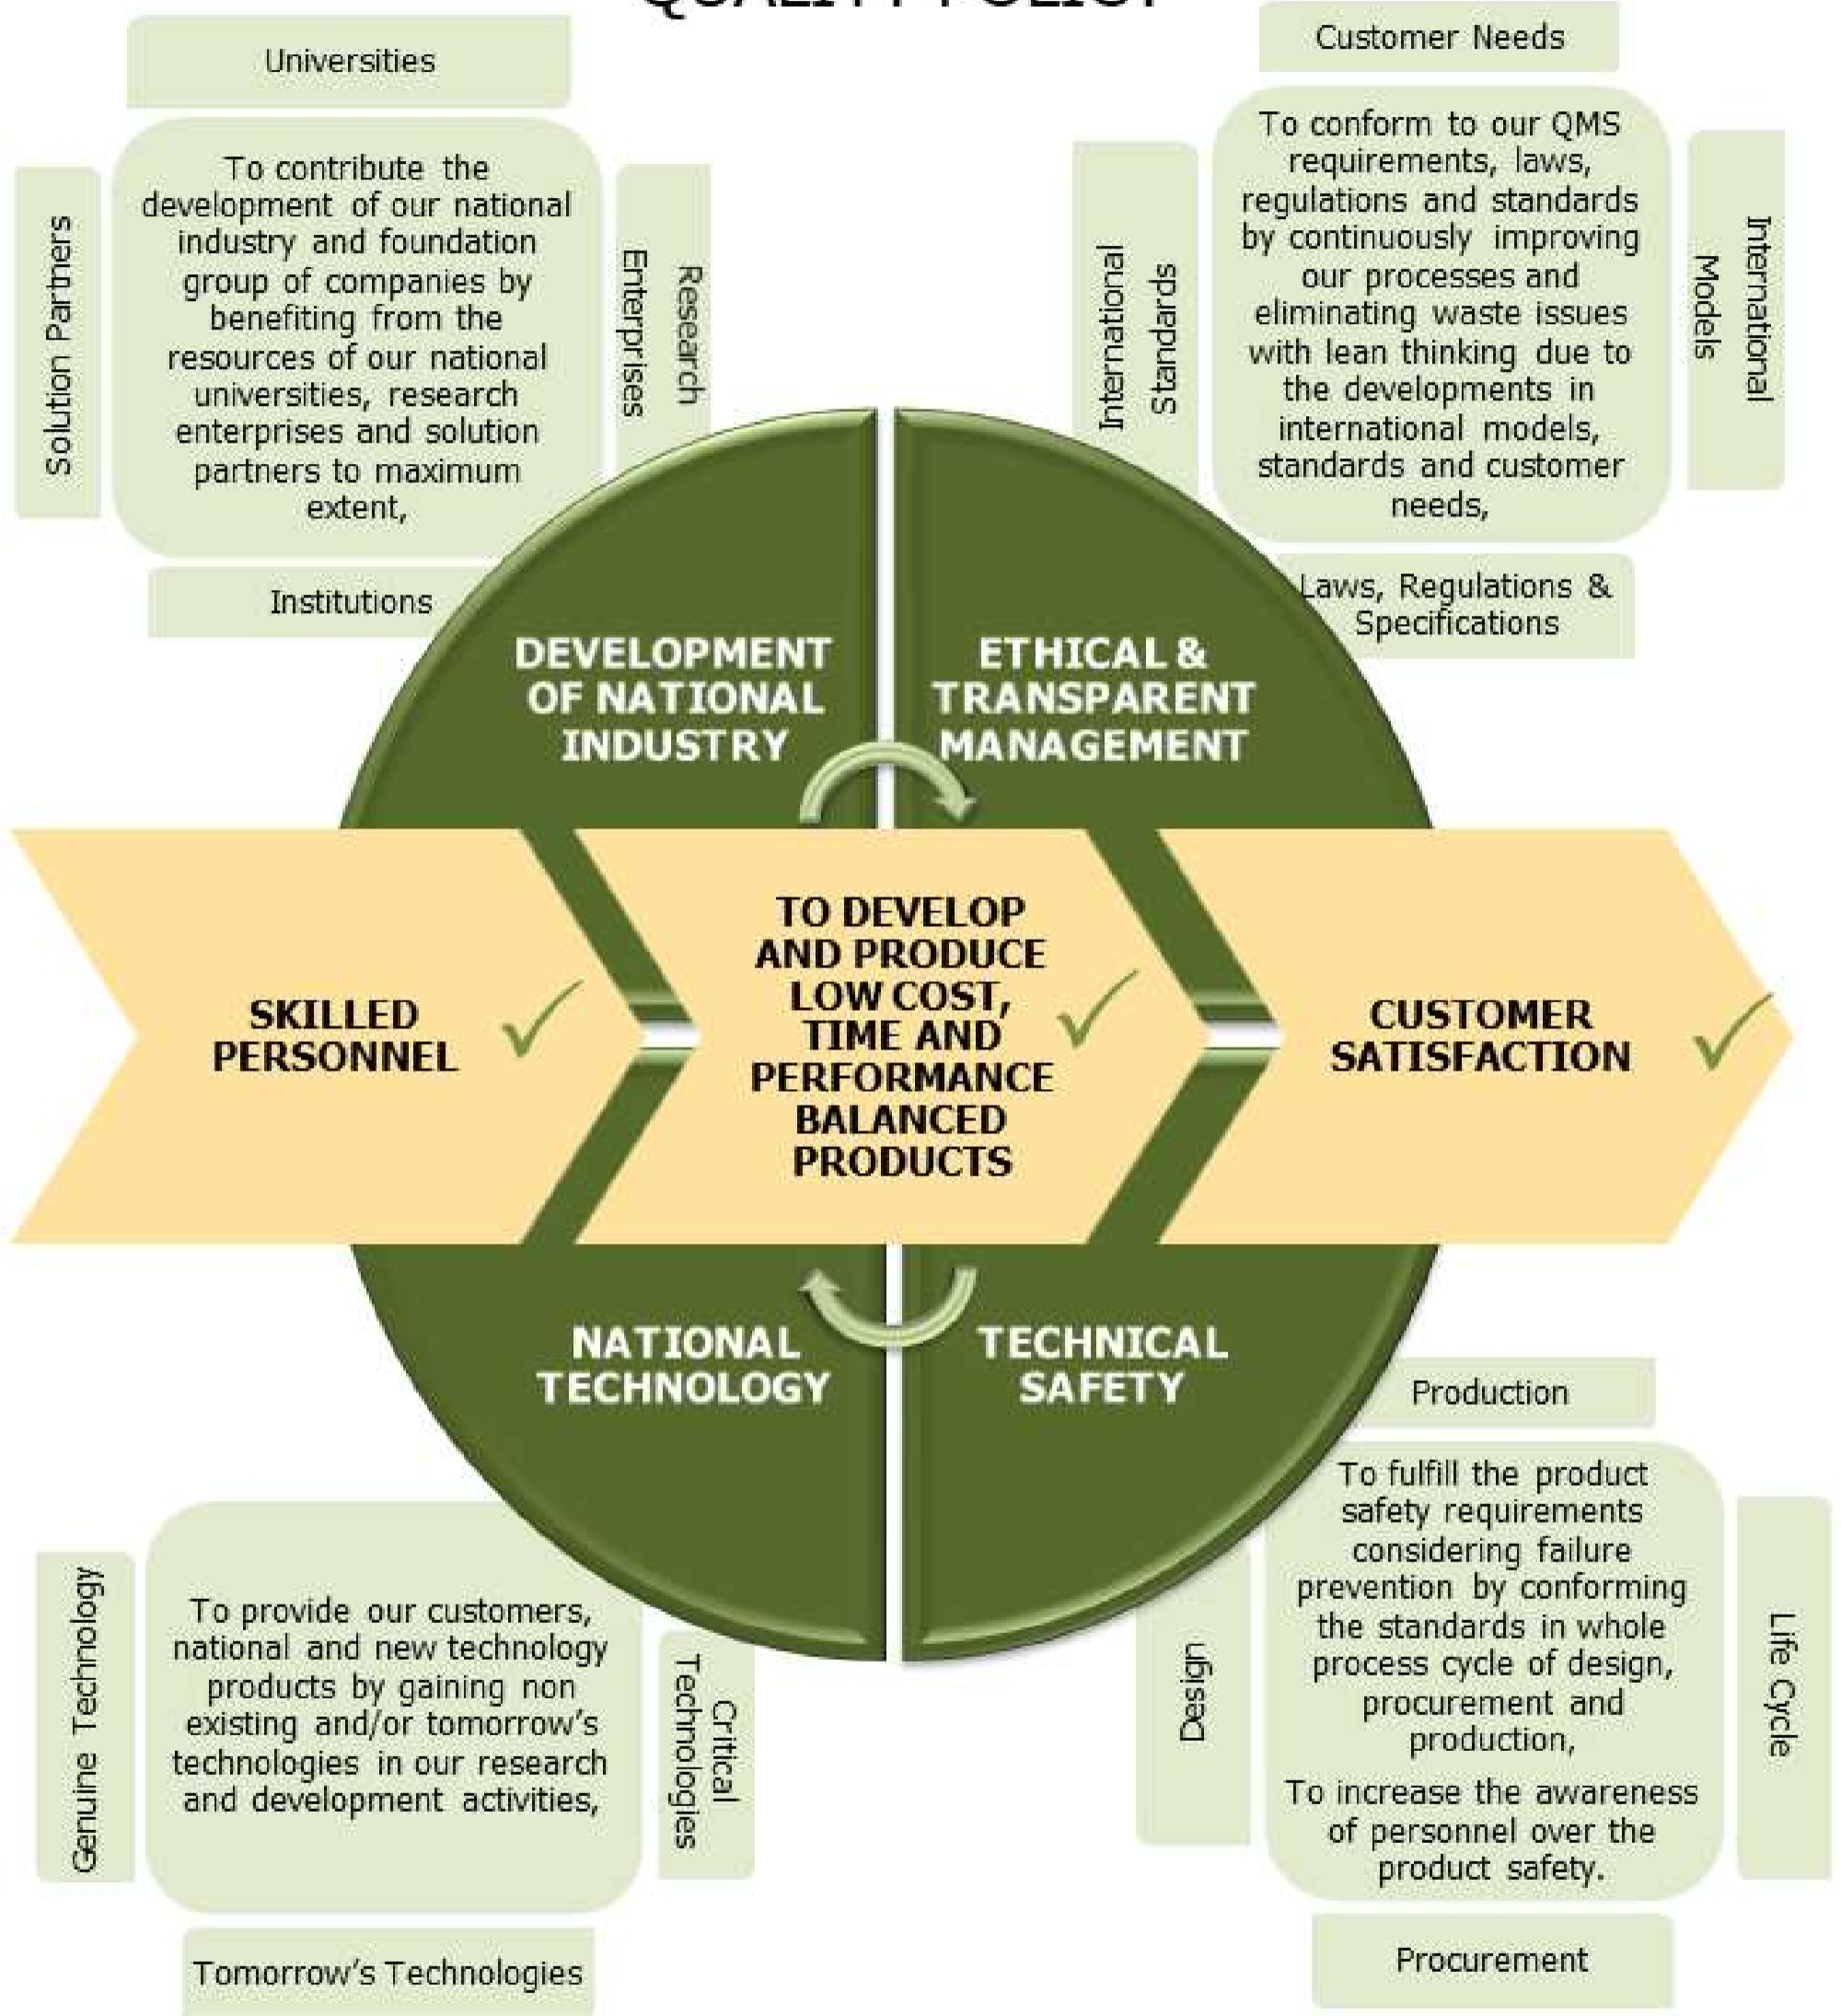 QUALITY POLICY
Universities
Solution Partners
To contribute the
development of our national
industry and foundation
group of companies by
benefiting from the
resources of our national
universities, research
enterprises and solution
partners to maximum
extent,
Research
Enterprises
Institutions
Customer Needs
International
Standards
To conform to our QMS
requirements, laws,
regulations and standards
by continuously improving
our processes and
eliminating waste issues
with lean thinking due to
the developments in
international models,
standards and customer
needs,
International
Models
Laws, Regulations &
Specifications
DEVELOPMENT
OF NATIONAL
INDUSTRY
ETHICAL &
TRANSPARENT
MANAGEMENT
SKILLED
PERSONNEL
TO DEVELOP
AND PRODUCE
LOW COST,
TIME AND
PERFORMANCE
BALANCED
PRODUCTS
CUSTOMER
SATISFACTION
NATIONAL
TECHNOLOGY
TECHNICAL
SAFETY
Genuine Technology
To provide our customers,
national and new technology
products by gaining non
existing and/or tomorrow's
technologies in our research
and development activities,
Critical
Technologies
Tomorrow's Technologies
Production
Design
To fulfill the product
safety requirements
considering failure
prevention by conforming
the standards in whole
process cycle of design,
procurement and
production,
To increase the awareness
of personnel over the
product safety.
Life Cycle
Procurement